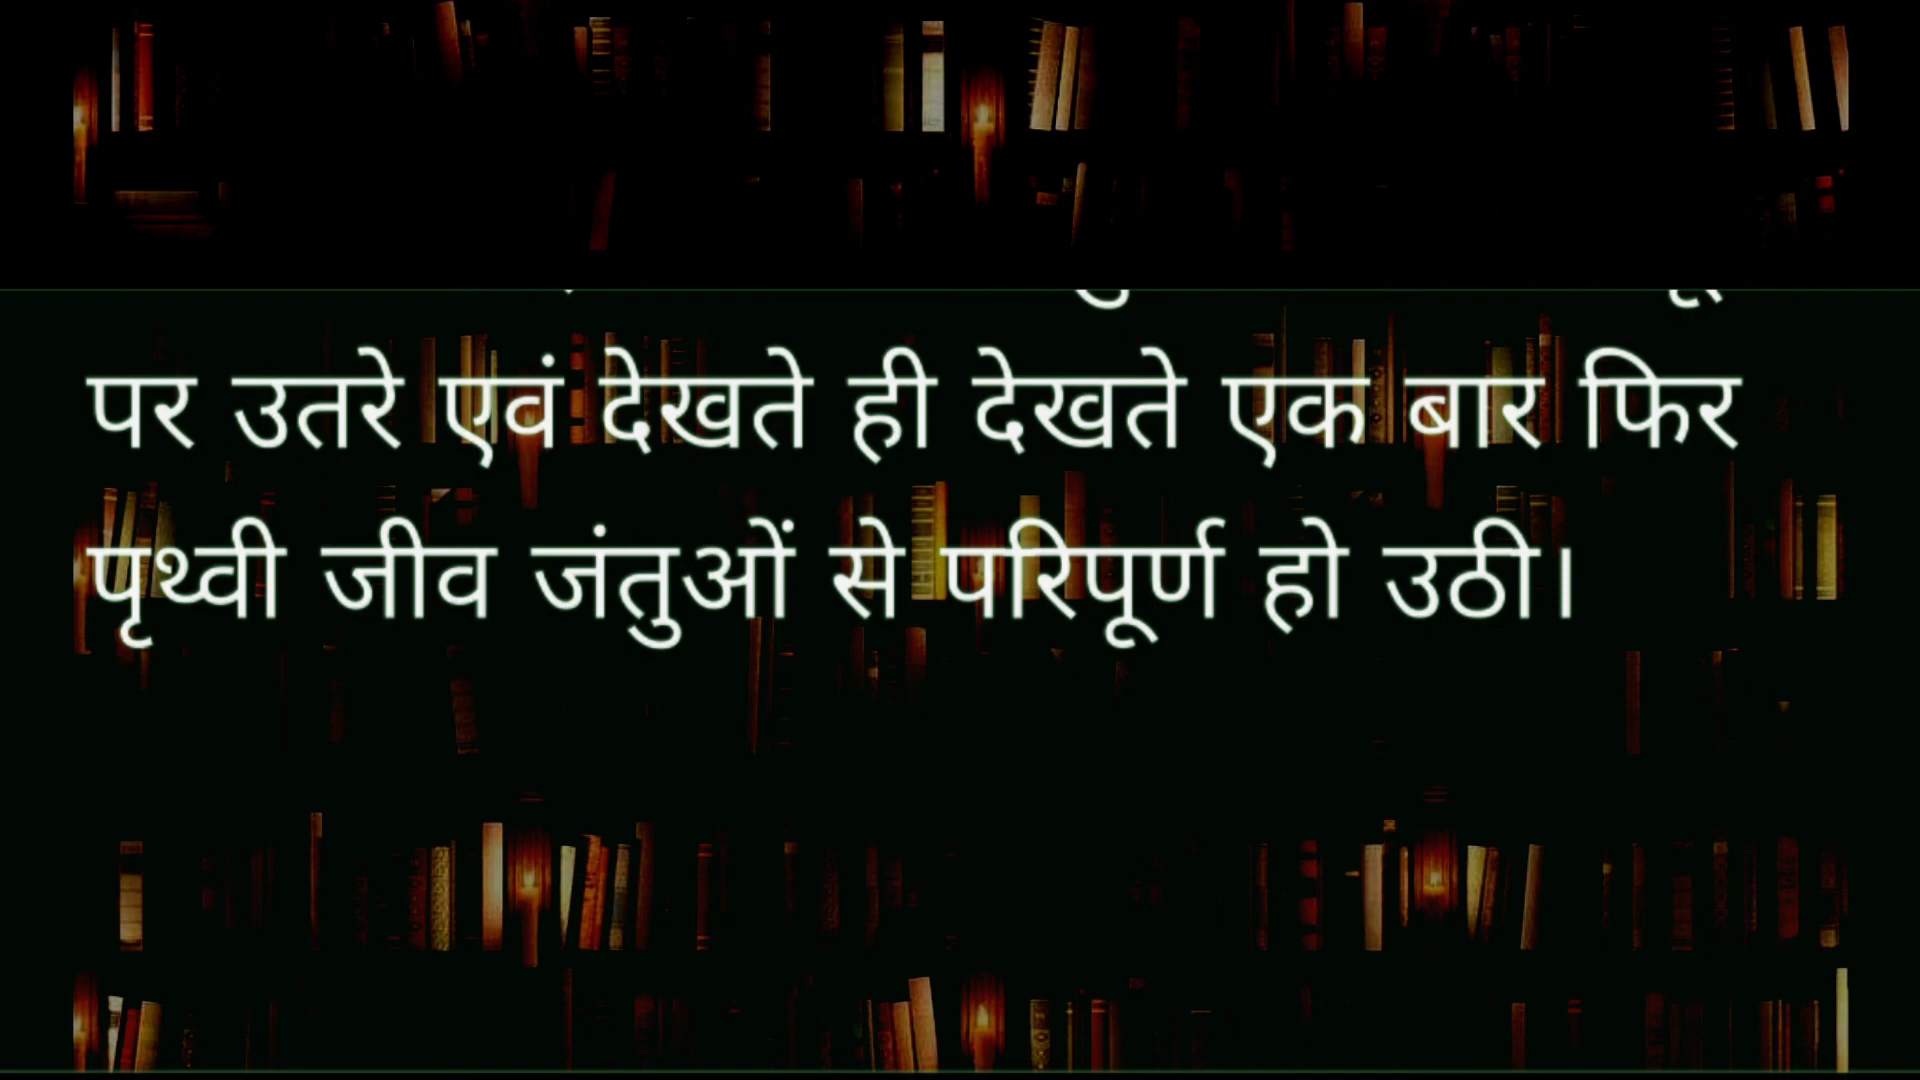 पर उतरे एवं देखते ही देखते एक बार फिर
पृथ्वी जीव जंतुओं से परिपूर्ण हो उठी।